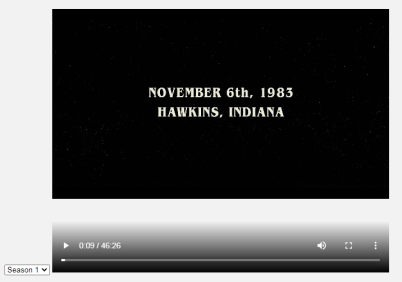 NOVEMBER 6th, 1983
HAWKINS, INDIANA
0:09 / 46:26
Season 1